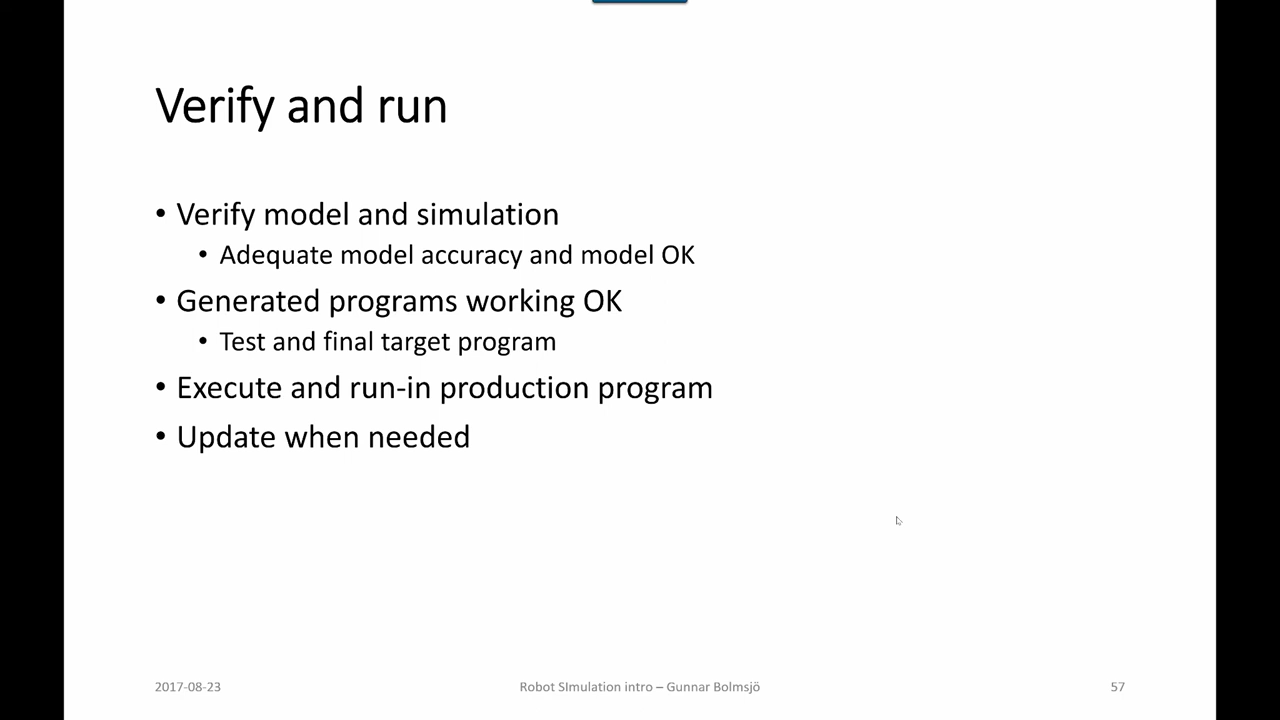 Verify and run
• Verify model and simulation
• Adequate model accuracy and model OK
• Generated programs working OK
• Test and final target program
• Execute and run-in production program
• Update when needed
2017-08-23
Robot SImulation intro – Gunnar Bolmsjö
57